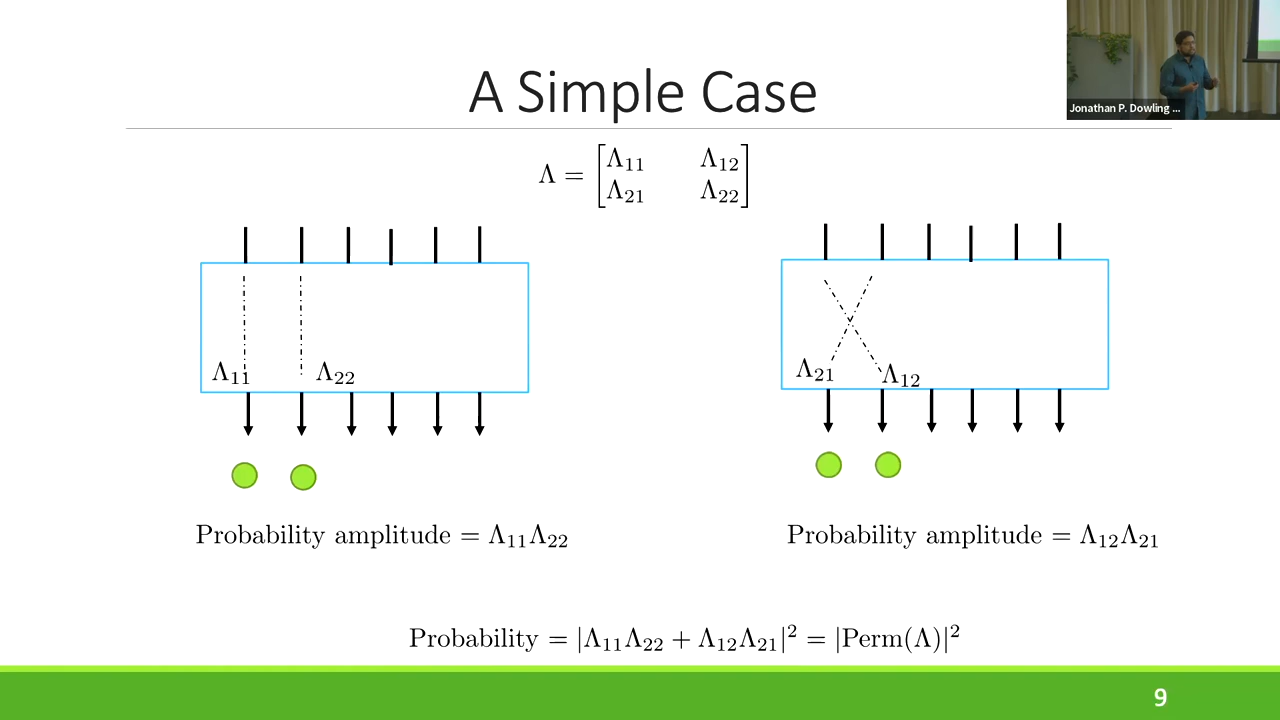 A Simple Case
Jonathan P. Dowling ...
Λ = [Λ₁₁ Λ₁₂
Λ₂₁ Λ₂₂]
Λ₁₁ Λ₂₂
Λ₂₁ Λ₁₂
Probability amplitude = Λ₁₁Λ₂₂
Probability amplitude = Λ₁₂Λ₂₁
Probability = |Λ₁₁Λ₂₂ + Λ₁₂Λ₂₁|² = |Perm(Λ)|²
9